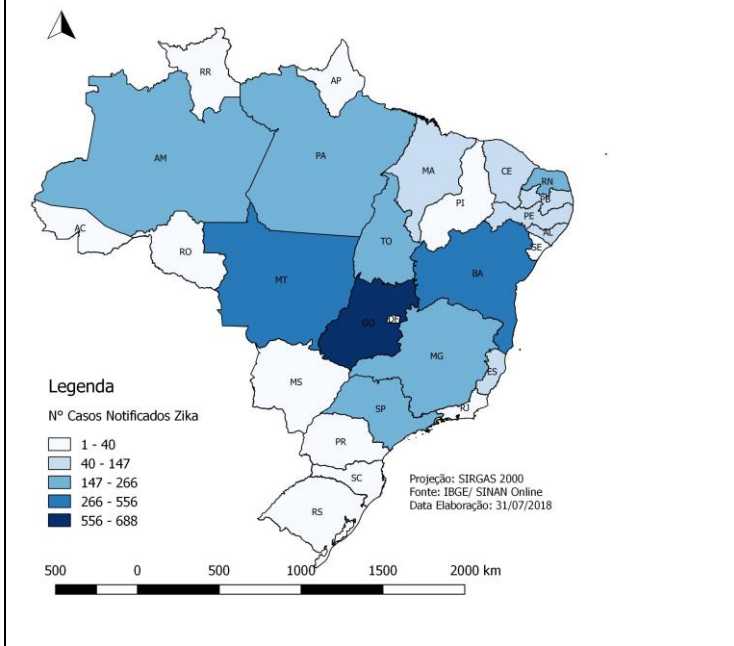 RR
AP
AM
PA
MA
CE
RN
PB
PI
PE
AL
SE
AC
RO
TO
BA
MT
GO
DF
MG
ES
MS
SP
RJ
PR
SC
RS
Legenda
N° Casos Notificados Zika
1 - 40
40 - 147
147 - 266
266 - 556
556 - 688
Projeção: SIRGAS 2000
Fonte: IBGE/ SINAN Online
Data Elaboração: 31/07/2018
500 0 500 1000 1500 2000 km